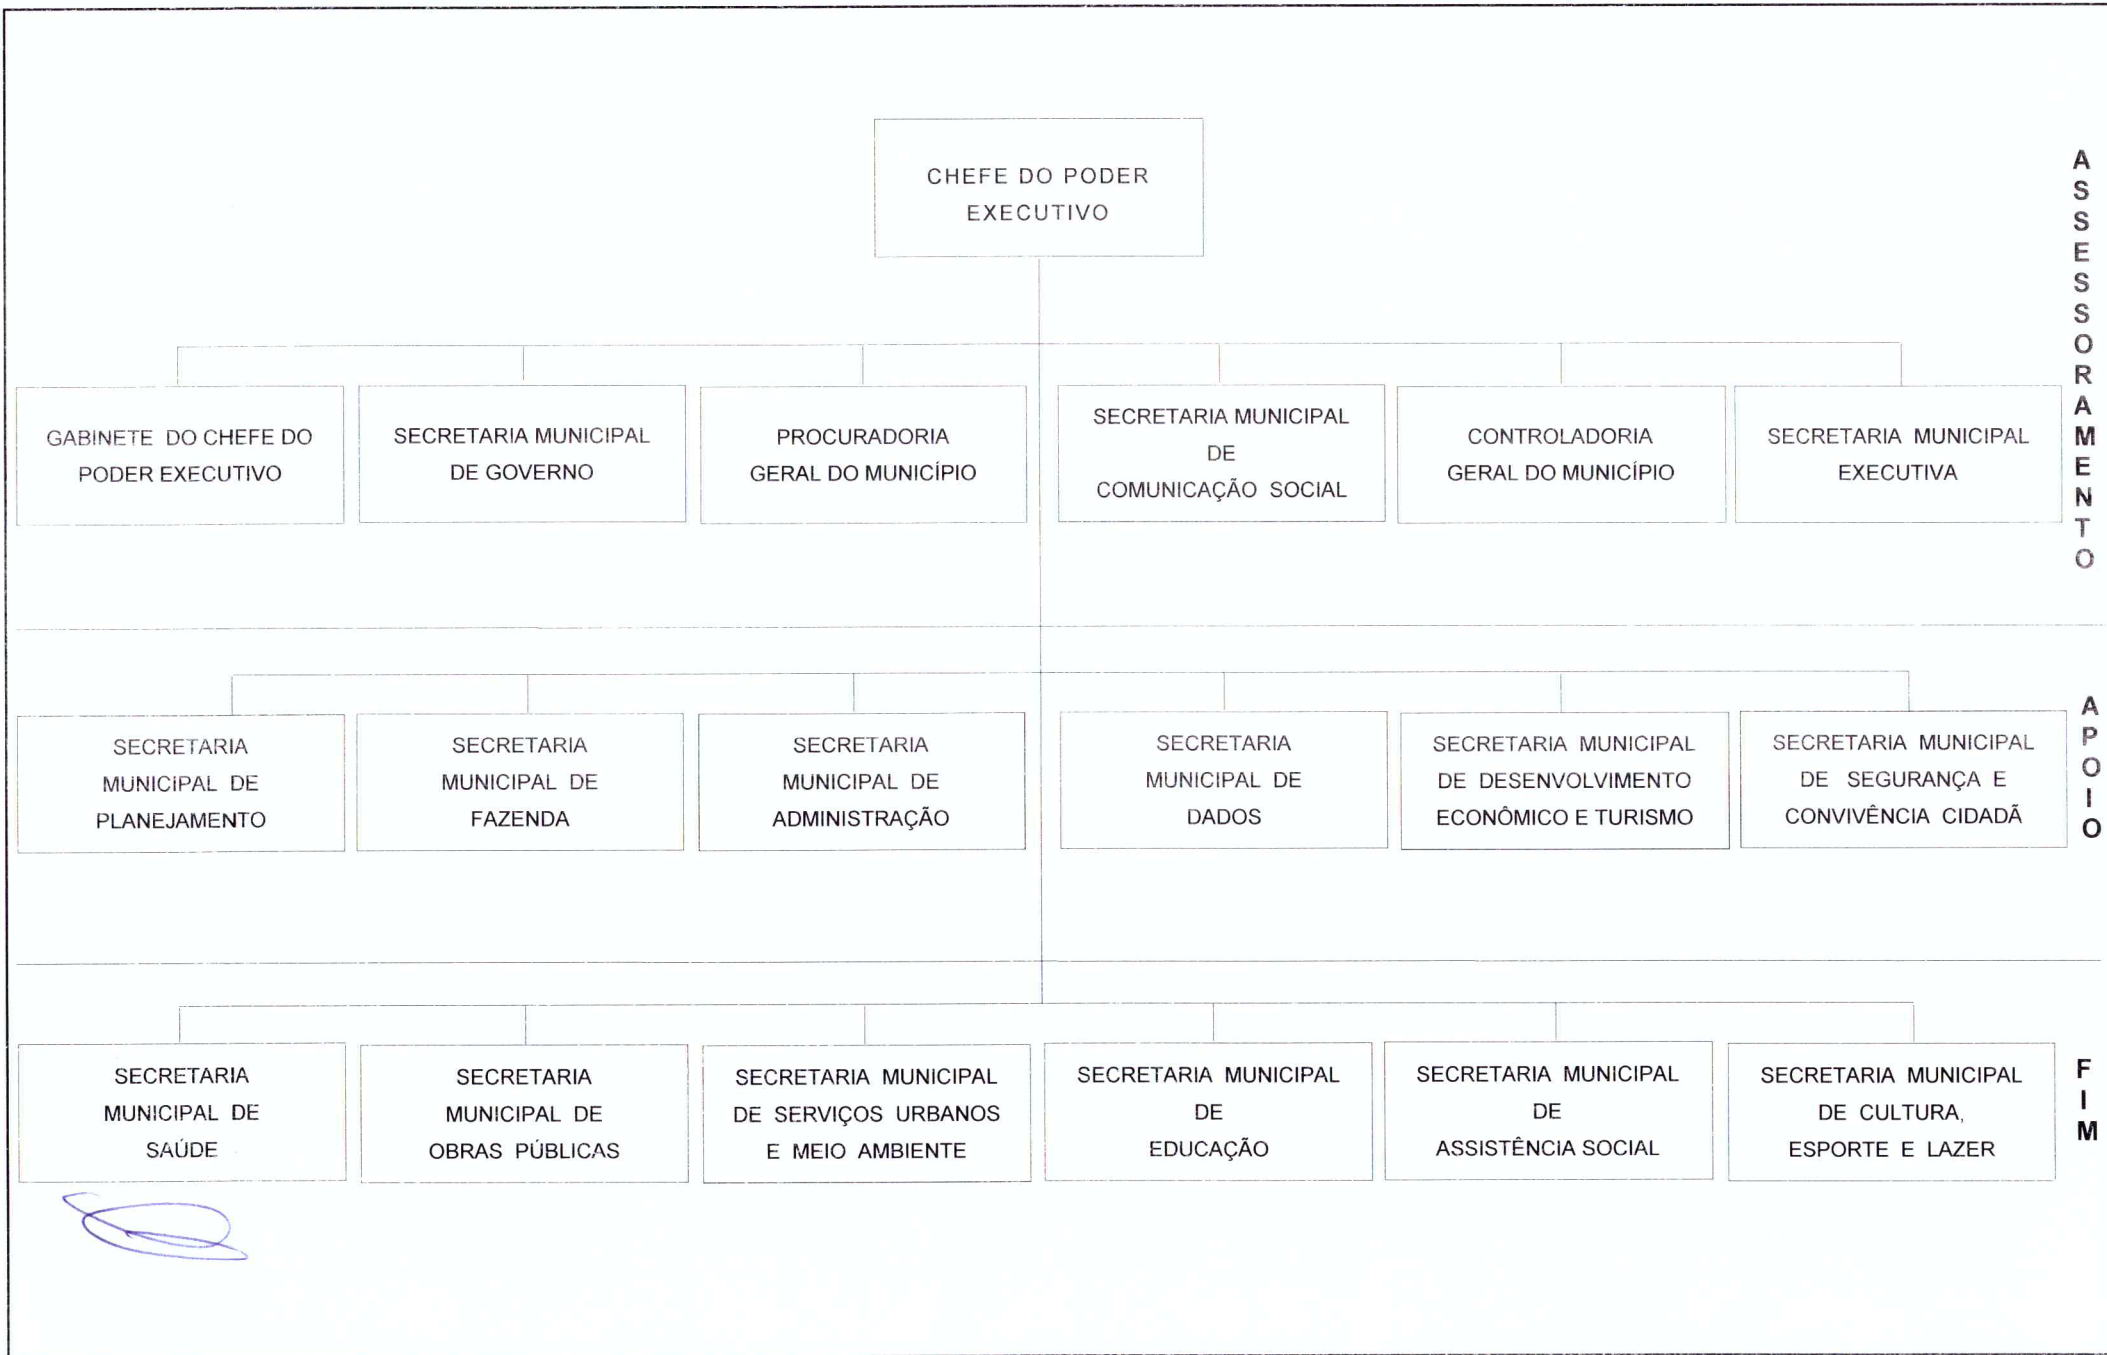 CHEFE DO PODER
EXECUTIVO
ASSESSORAMENTO
GABINETE DO CHEFE DO
PODER EXECUTIVO
SECRETARIA MUNICIPAL
DE GOVERNO
PROCURADORIA
GERAL DO MUNICÍPIO
SECRETARIA MUNICIPAL
DE
COMUNICAÇÃO SOCIAL
CONTROLADORIA
GERAL DO MUNICÍPIO
SECRETARIA MUNICIPAL
EXECUTIVA
APOIO
SECRETARIA
MUNICIPAL DE
PLANEJAMENTO
SECRETARIA
MUNICIPAL DE
FAZENDA
SECRETARIA
MUNICIPAL DE
ADMINISTRAÇÃO
SECRETARIA
MUNICIPAL DE
DADOS
SECRETARIA MUNICIPAL
DE DESENVOLVIMENTO
ECONÔMICO E TURISMO
SECRETARIA MUNICIPAL
DE SEGURANÇA E
CONVIVÊNCIA CIDADÃ
FIM
SECRETARIA
MUNICIPAL DE
SAÚDE
SECRETARIA
MUNICIPAL DE
OBRAS PÚBLICAS
SECRETARIA MUNICIPAL
DE SERVIÇOS URBANOS
E MEIO AMBIENTE
SECRETARIA MUNICIPAL
DE
EDUCAÇÃO
SECRETARIA MUNICIPAL
DE
ASSISTÊNCIA SOCIAL
SECRETARIA MUNICIPAL
DE CULTURA,
ESPORTE E LAZER